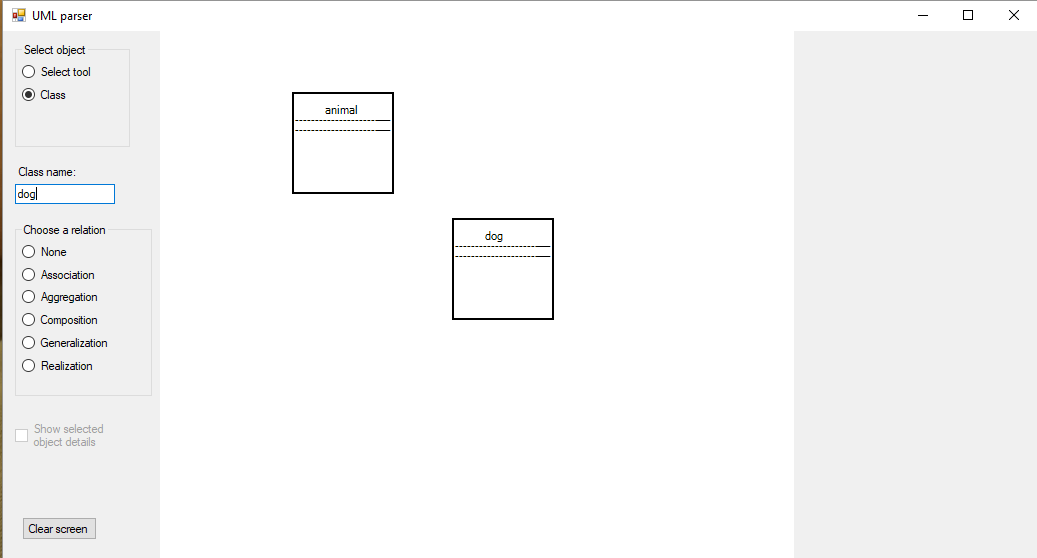 UML parser
Select object
Select tool
Class
Class name:
dog
Choose a relation
None
Association
Aggregation
Composition
Generalization
Realization
Show selected
object details
Clear screen
animal
dog